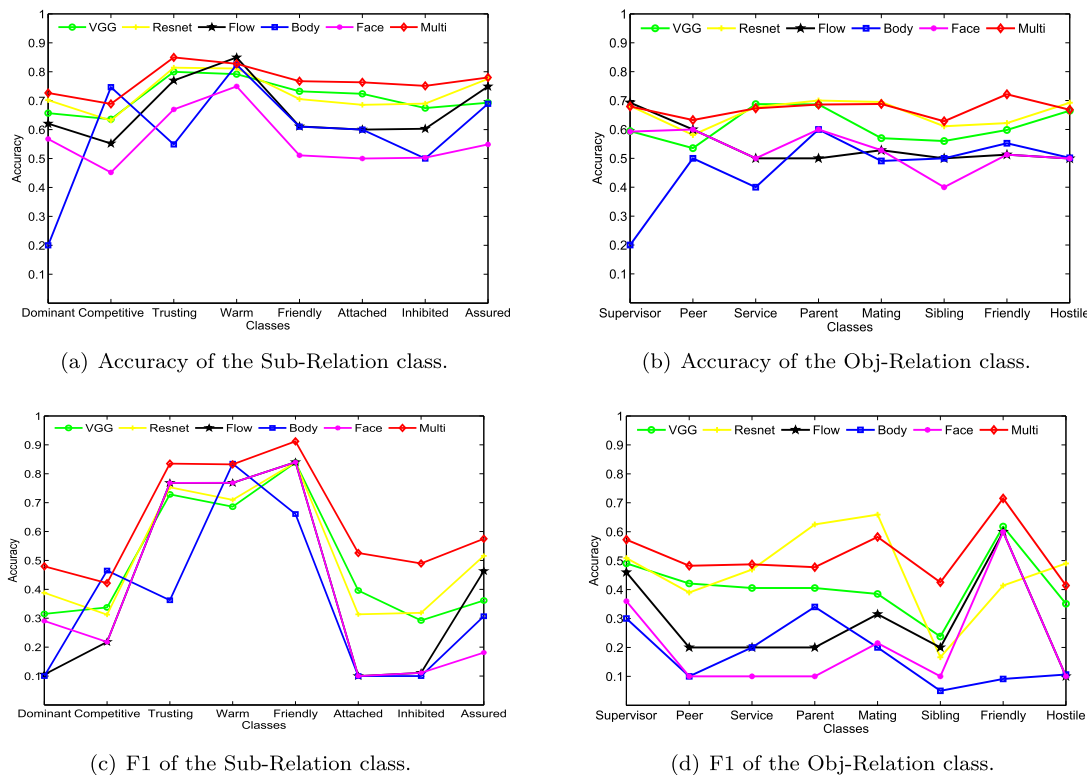 1
VGG Resnet Flow Body Face Multi
0.9
0.8
0.7
0.6
0.5
0.4
0.3
0.2
0.1
Accuracy
Dominant Competitive Trusting Warm Friendly Attached Inhibited Assured
Classes
(a) Accuracy of the Sub-Relation class.
1
VGG Resnet Flow Body Face Multi
0.9
0.8
0.7
0.6
0.5
0.4
0.3
0.2
0.1
Accuracy
Supervisor Peer Service Parent Mating Sibling Friendly Hostile
Classes
(b) Accuracy of the Obj-Relation class.
1
VGG Resnet Flow Body Face Multi
0.9
0.8
0.7
0.6
0.5
0.4
0.3
0.2
0.1
Accuracy
Dominant Competitive Trusting Warm Friendly Attached Inhibited Assured
Classes
(c) F1 of the Sub-Relation class.
1
VGG Resnet Flow Body Face Multi
0.9
0.8
0.7
0.6
0.5
0.4
0.3
0.2
0.1
Accuracy
Supervisor Peer Service Parent Mating Sibling Friendly Hostile
Classes
(d) F1 of the Obj-Relation class.